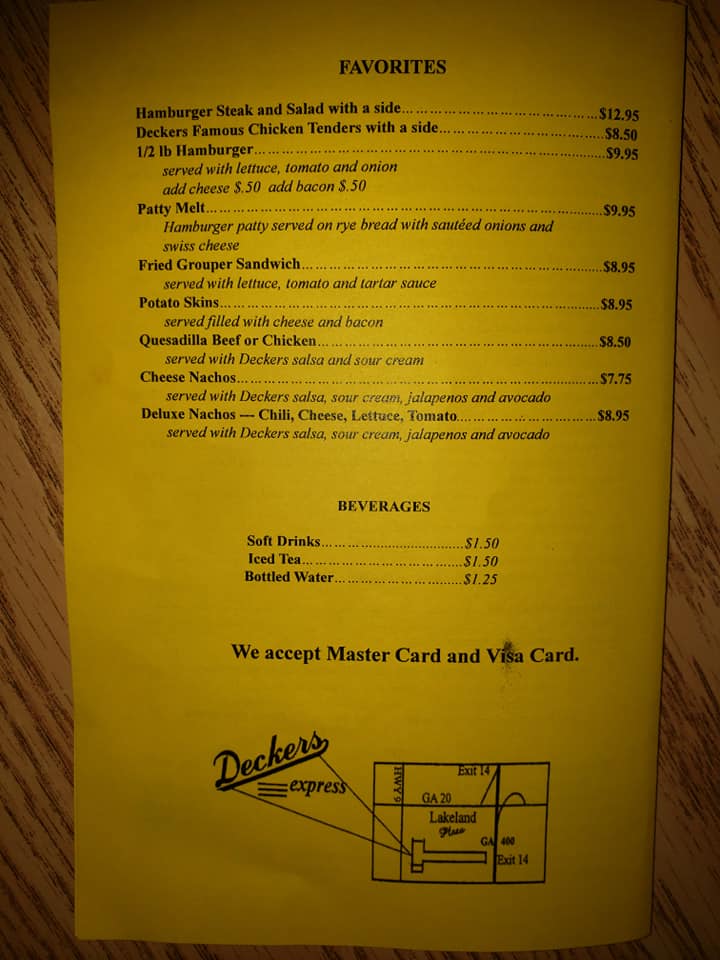 FAVORITES
Hamburger Steak and Salad with a side........................................$12.95
Deckers Famous Chicken Tenders with a side........................................$8.50
1/2 lb Hamburger........................................$9.95
served with lettuce, tomato and onion
add cheese $.50 add bacon $.50
Patty Melt........................................$9.95
Hamburger patty served on rye bread with sautéed onions and
swiss cheese
Fried Grouper Sandwich........................................$8.95
served with lettuce, tomato and tartar sauce
Potato Skins........................................$8.95
served filled with cheese and bacon
Quesadilla Beef or Chicken........................................$8.50
served with Deckers salsa and sour cream
Cheese Nachos........................................$7.75
served with Deckers salsa, sour cream, jalapenos and avocado
Deluxe Nachos --- Chili, Cheese, Lettuce, Tomato........................................$8.95
served with Deckers salsa, sour cream, jalapenos and avocado
BEVERAGES
Soft Drinks........................................$1.50
Iced Tea........................................$1.50
Bottled Water........................................$1.25
We accept Master Card and Visa Card.
Deckers
express
HWY 9
Exit 14
GA 20
Lakeland
Plaza
GA 400
Exit 14